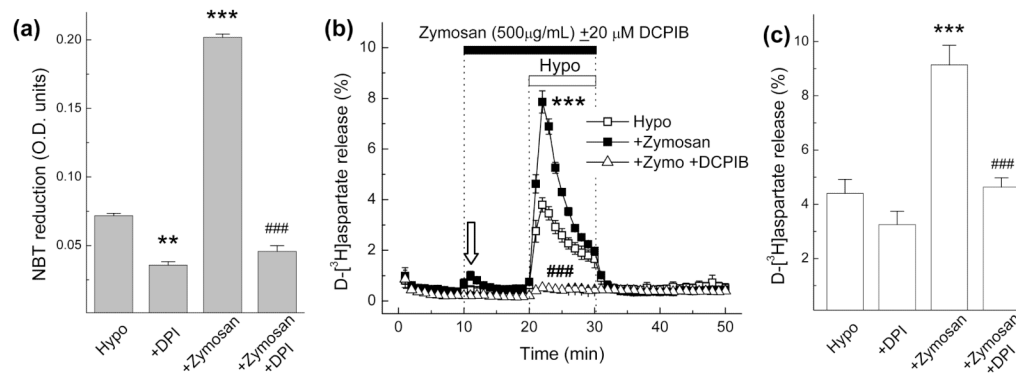 (a)
NBT reduction (O.D. units)
0.20
0.15
0.10
0.05
***
**
###
Hypo
+DPI
+Zymosan
+Zymosan
+DPI
(b)
Zymosan (500µg/mL) ±20 µM DCPIB
Hypo
***
Hypo
+Zymosan
+Zymo +DCPIB
###
D-[³H]aspartate release (%)
10
8
6
4
2
0
0 10 20 30 40 50
Time (min)
(c)
D-[³H]aspartate release (%)
10
8
6
4
2
0
***
###
Hypo
+DPI
+Zymosan
+Zymosan
+DPI